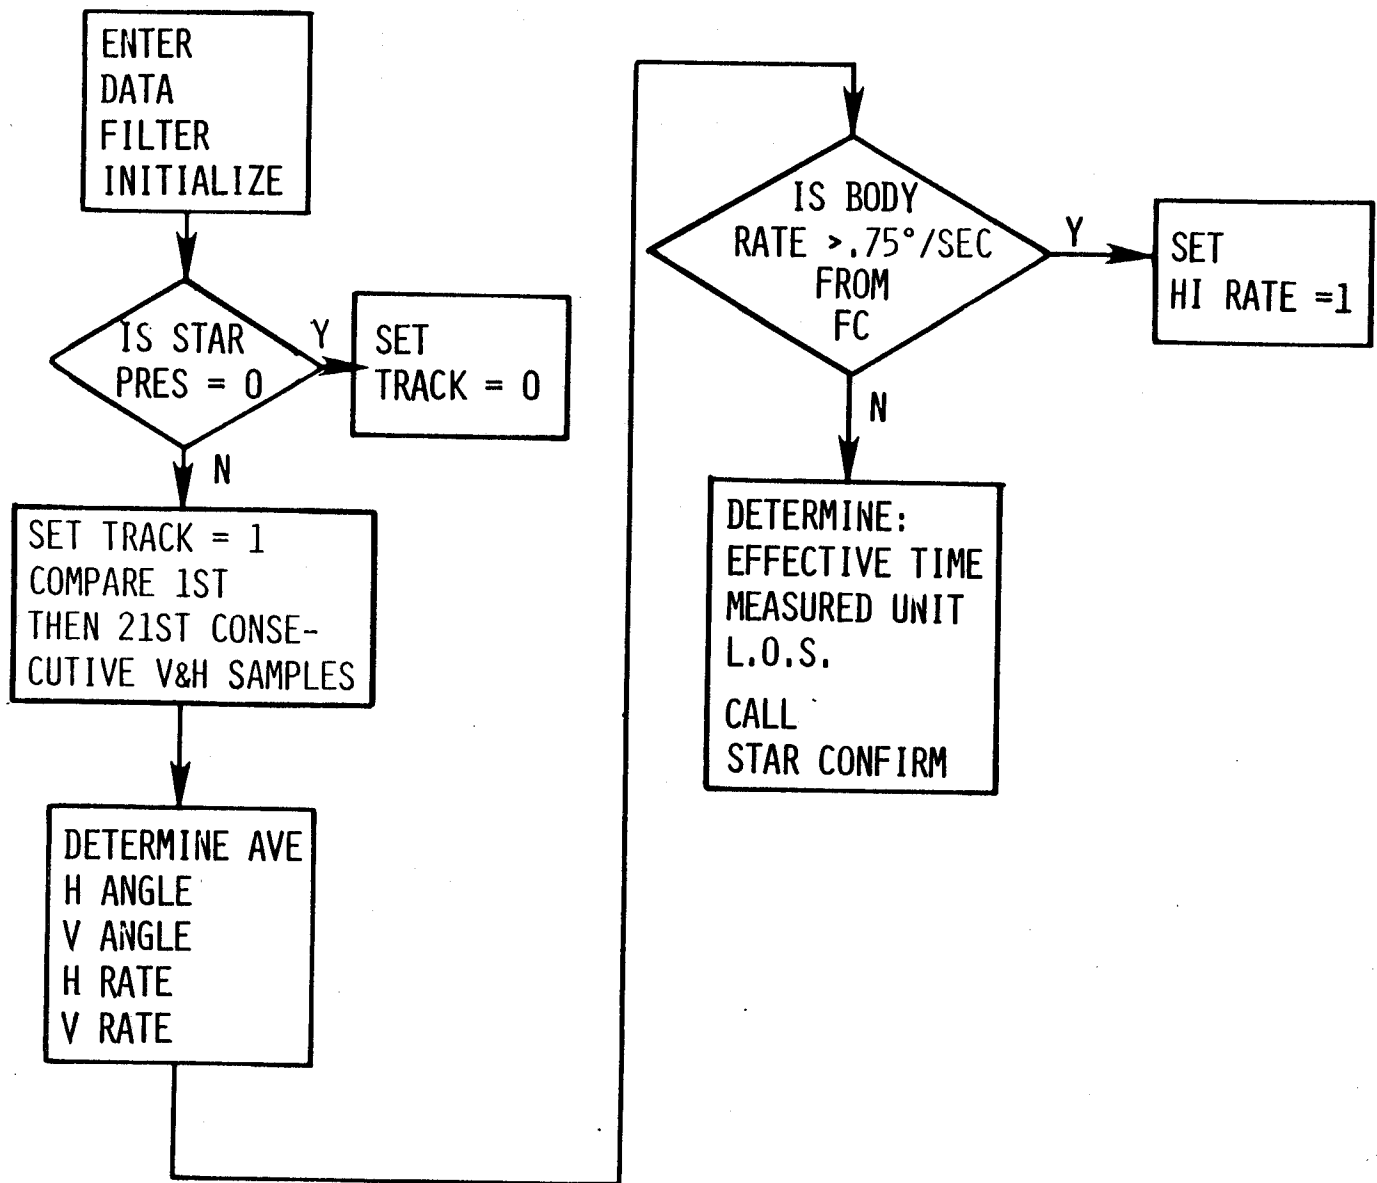 ENTER
DATA
FILTER
INITIALIZE
IS STAR
PRES = 0
Y
SET
TRACK = 0
N
SET TRACK = 1
COMPARE 1ST
THEN 21ST CONSE-
CUTIVE V&H SAMPLES
DETERMINE AVE
H ANGLE
V ANGLE
H RATE
V RATE
IS BODY
RATE >.75°/SEC
FROM
FC
Y
SET
HI RATE =1
N
DETERMINE:
EFFECTIVE TIME
MEASURED UNIT
L.O.S.
CALL
STAR CONFIRM